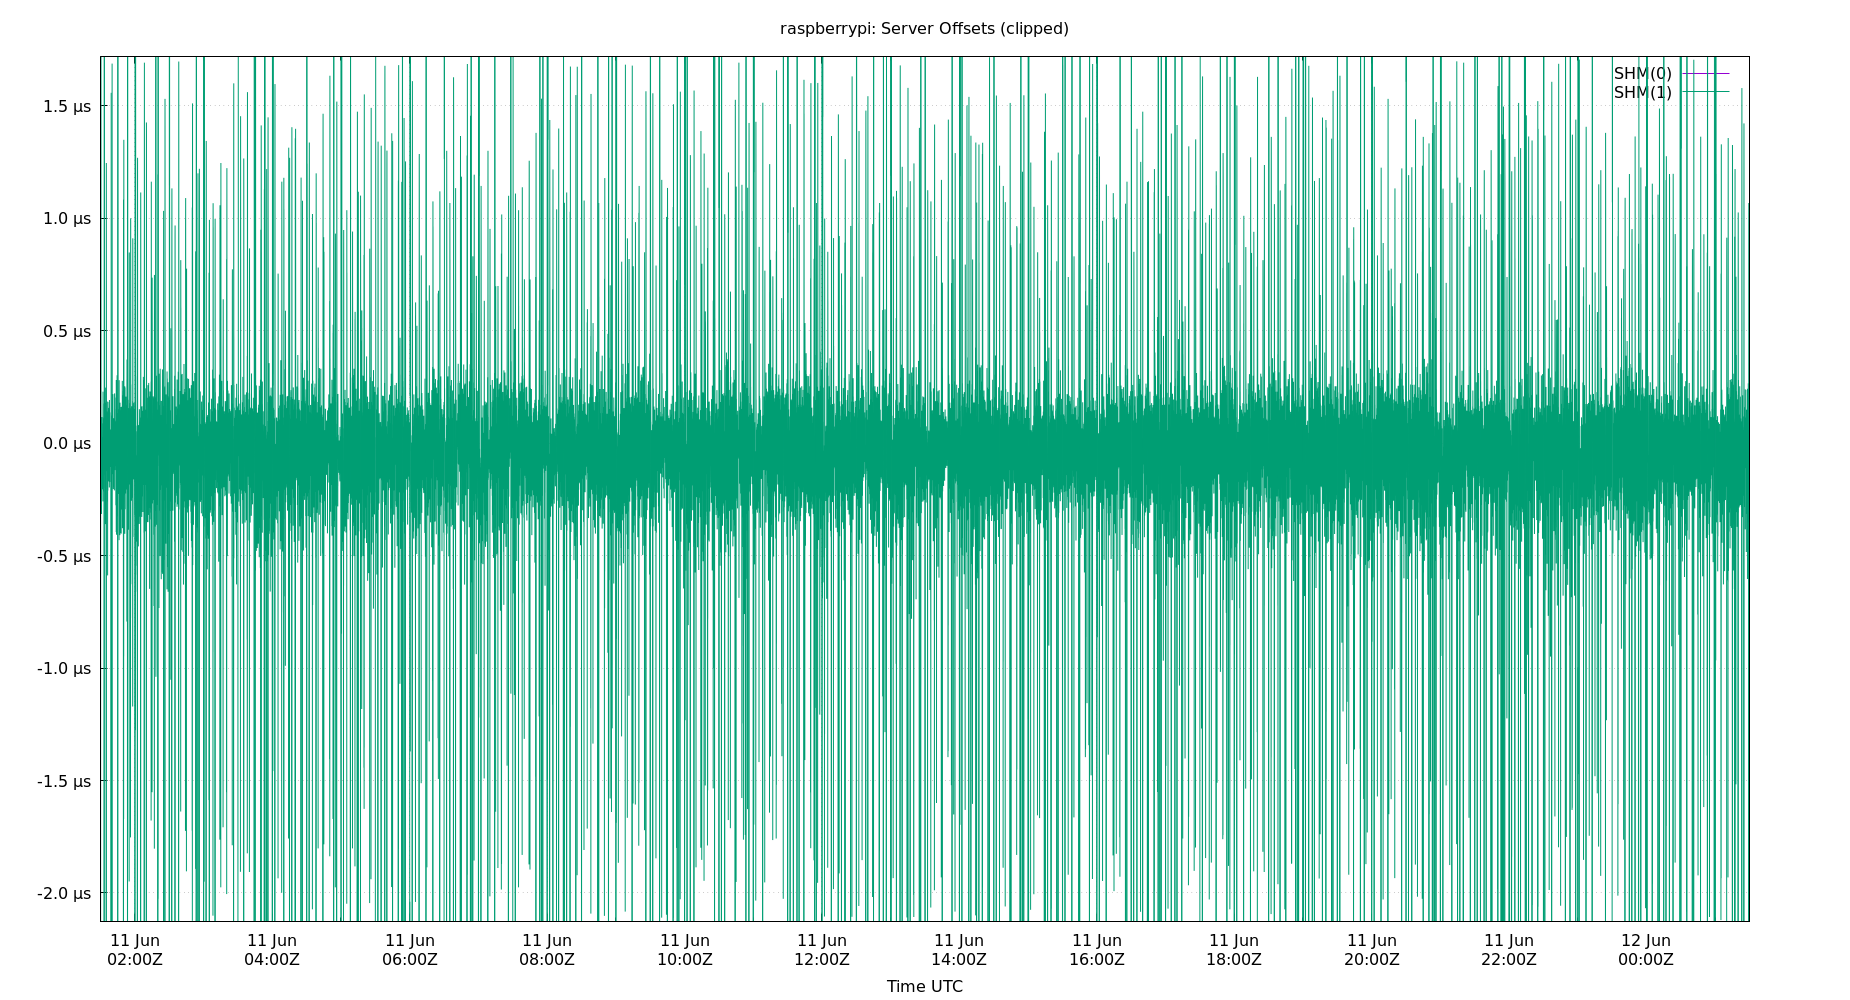 raspberrypi: Server Offsets (clipped)
SHM(0)
SHM(1)
1.5 µs
1.0 µs
0.5 µs
0.0 µs
-0.5 µs
-1.0 µs
-1.5 µs
-2.0 µs
11 Jun 11 Jun 11 Jun 11 Jun 11 Jun 11 Jun 11 Jun 11 Jun 11 Jun 11 Jun 11 Jun 12 Jun
02:00Z 04:00Z 06:00Z 08:00Z 10:00Z 12:00Z 14:00Z 16:00Z 18:00Z 20:00Z 22:00Z 00:00Z
Time UTC